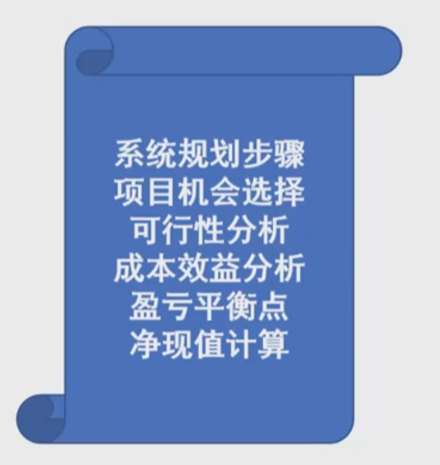 系统规划步骤
项目机会选择
可行性分析
成本效益分析
盈亏平衡点
净现值计算